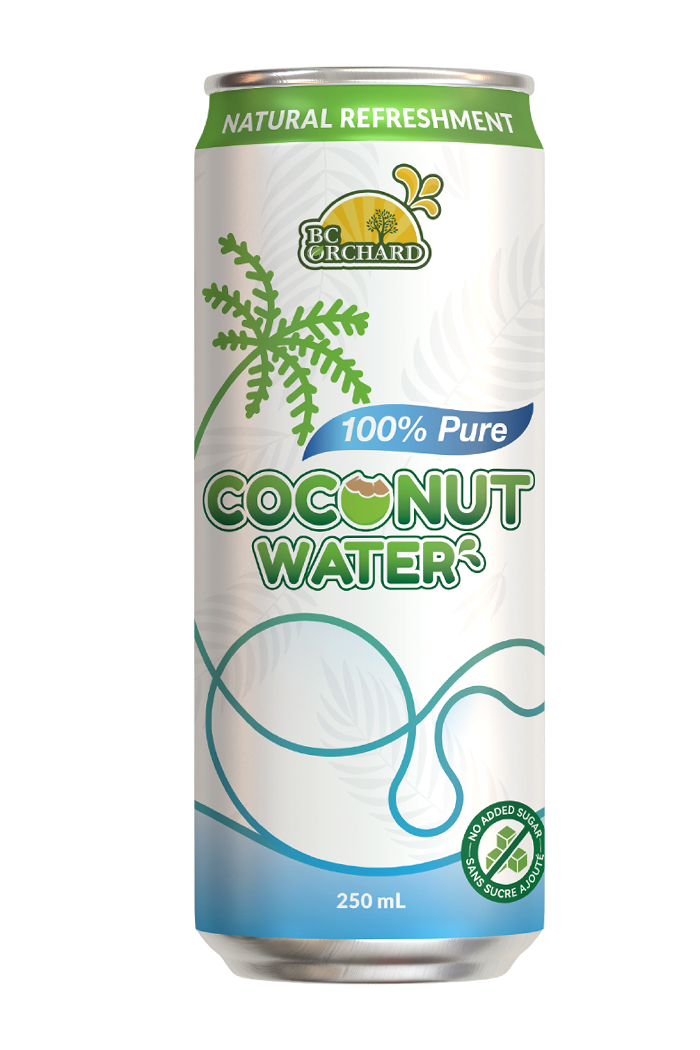 NATURAL REFRESHMENT
BC
ORCHARD
100% Pure
COCONUT
WATER
NO ADDED SUGAR
SANS SUCRE AJOUTÉ
250 mL